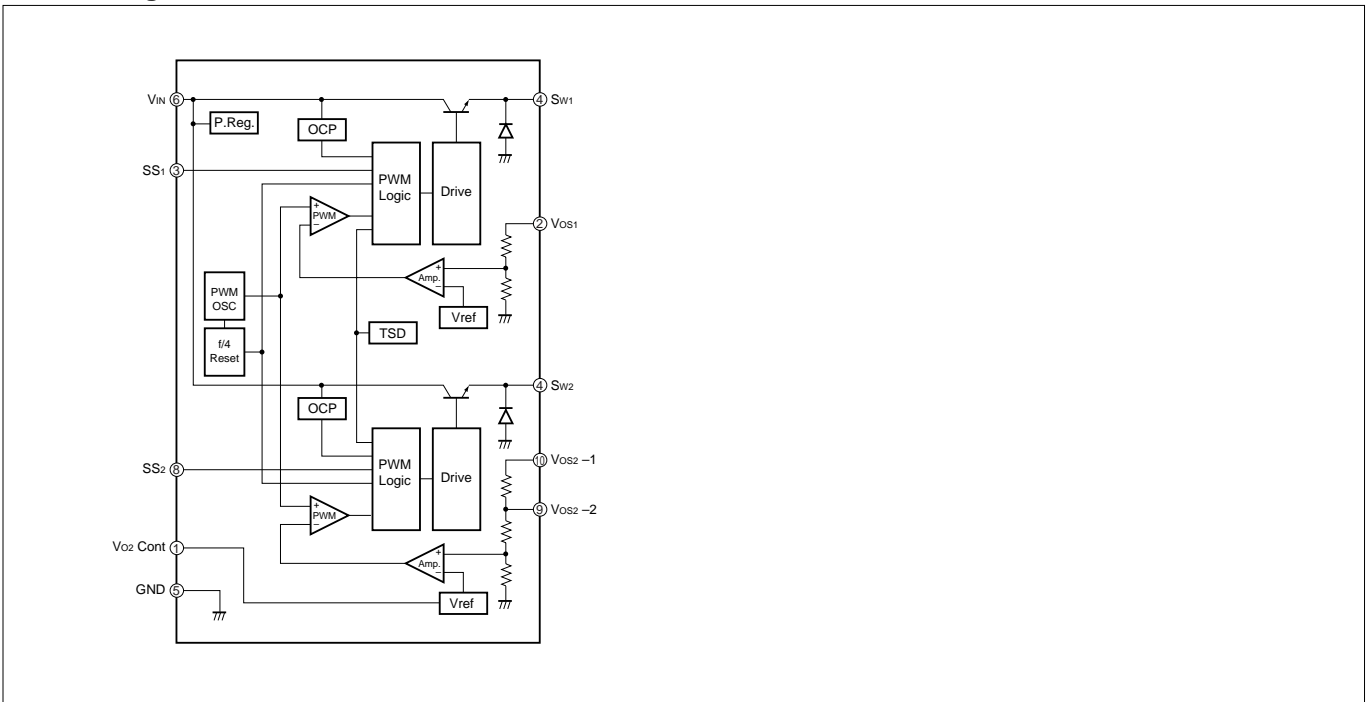 VIN 6
4 SW1
P.Reg.
OCP
SS1 3
PWM
Logic
Drive
+
PWM
–
2 VOS1
+
Amp.
–
PWM
OSC
Vref
f/4
Reset
TSD
4 SW2
OCP
10 VOS2 –1
SS2 8
PWM
Logic
Drive
+
PWM
–
9 VOS2 –2
VO2 Cont 1
+
Amp.
–
GND 5
Vref